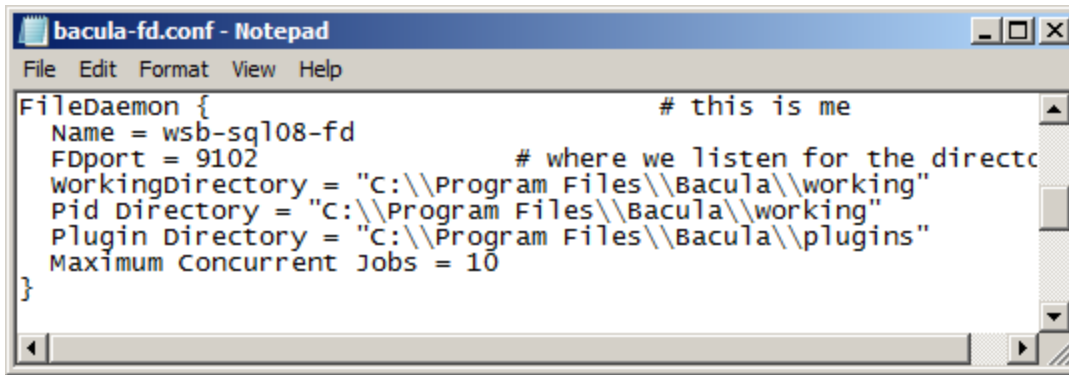 bacula-fd.conf - Notepad
File Edit Format View Help
FileDaemon { # this is me
Name = wsb-sql08-fd
FDport = 9102 # where we listen for the directo
WorkingDirectory = "C:\\Program Files\\Bacula\\working"
Pid Directory = "C:\\Program Files\\Bacula\\working"
Plugin Directory = "C:\\Program Files\\Bacula\\plugins"
Maximum Concurrent Jobs = 10
}